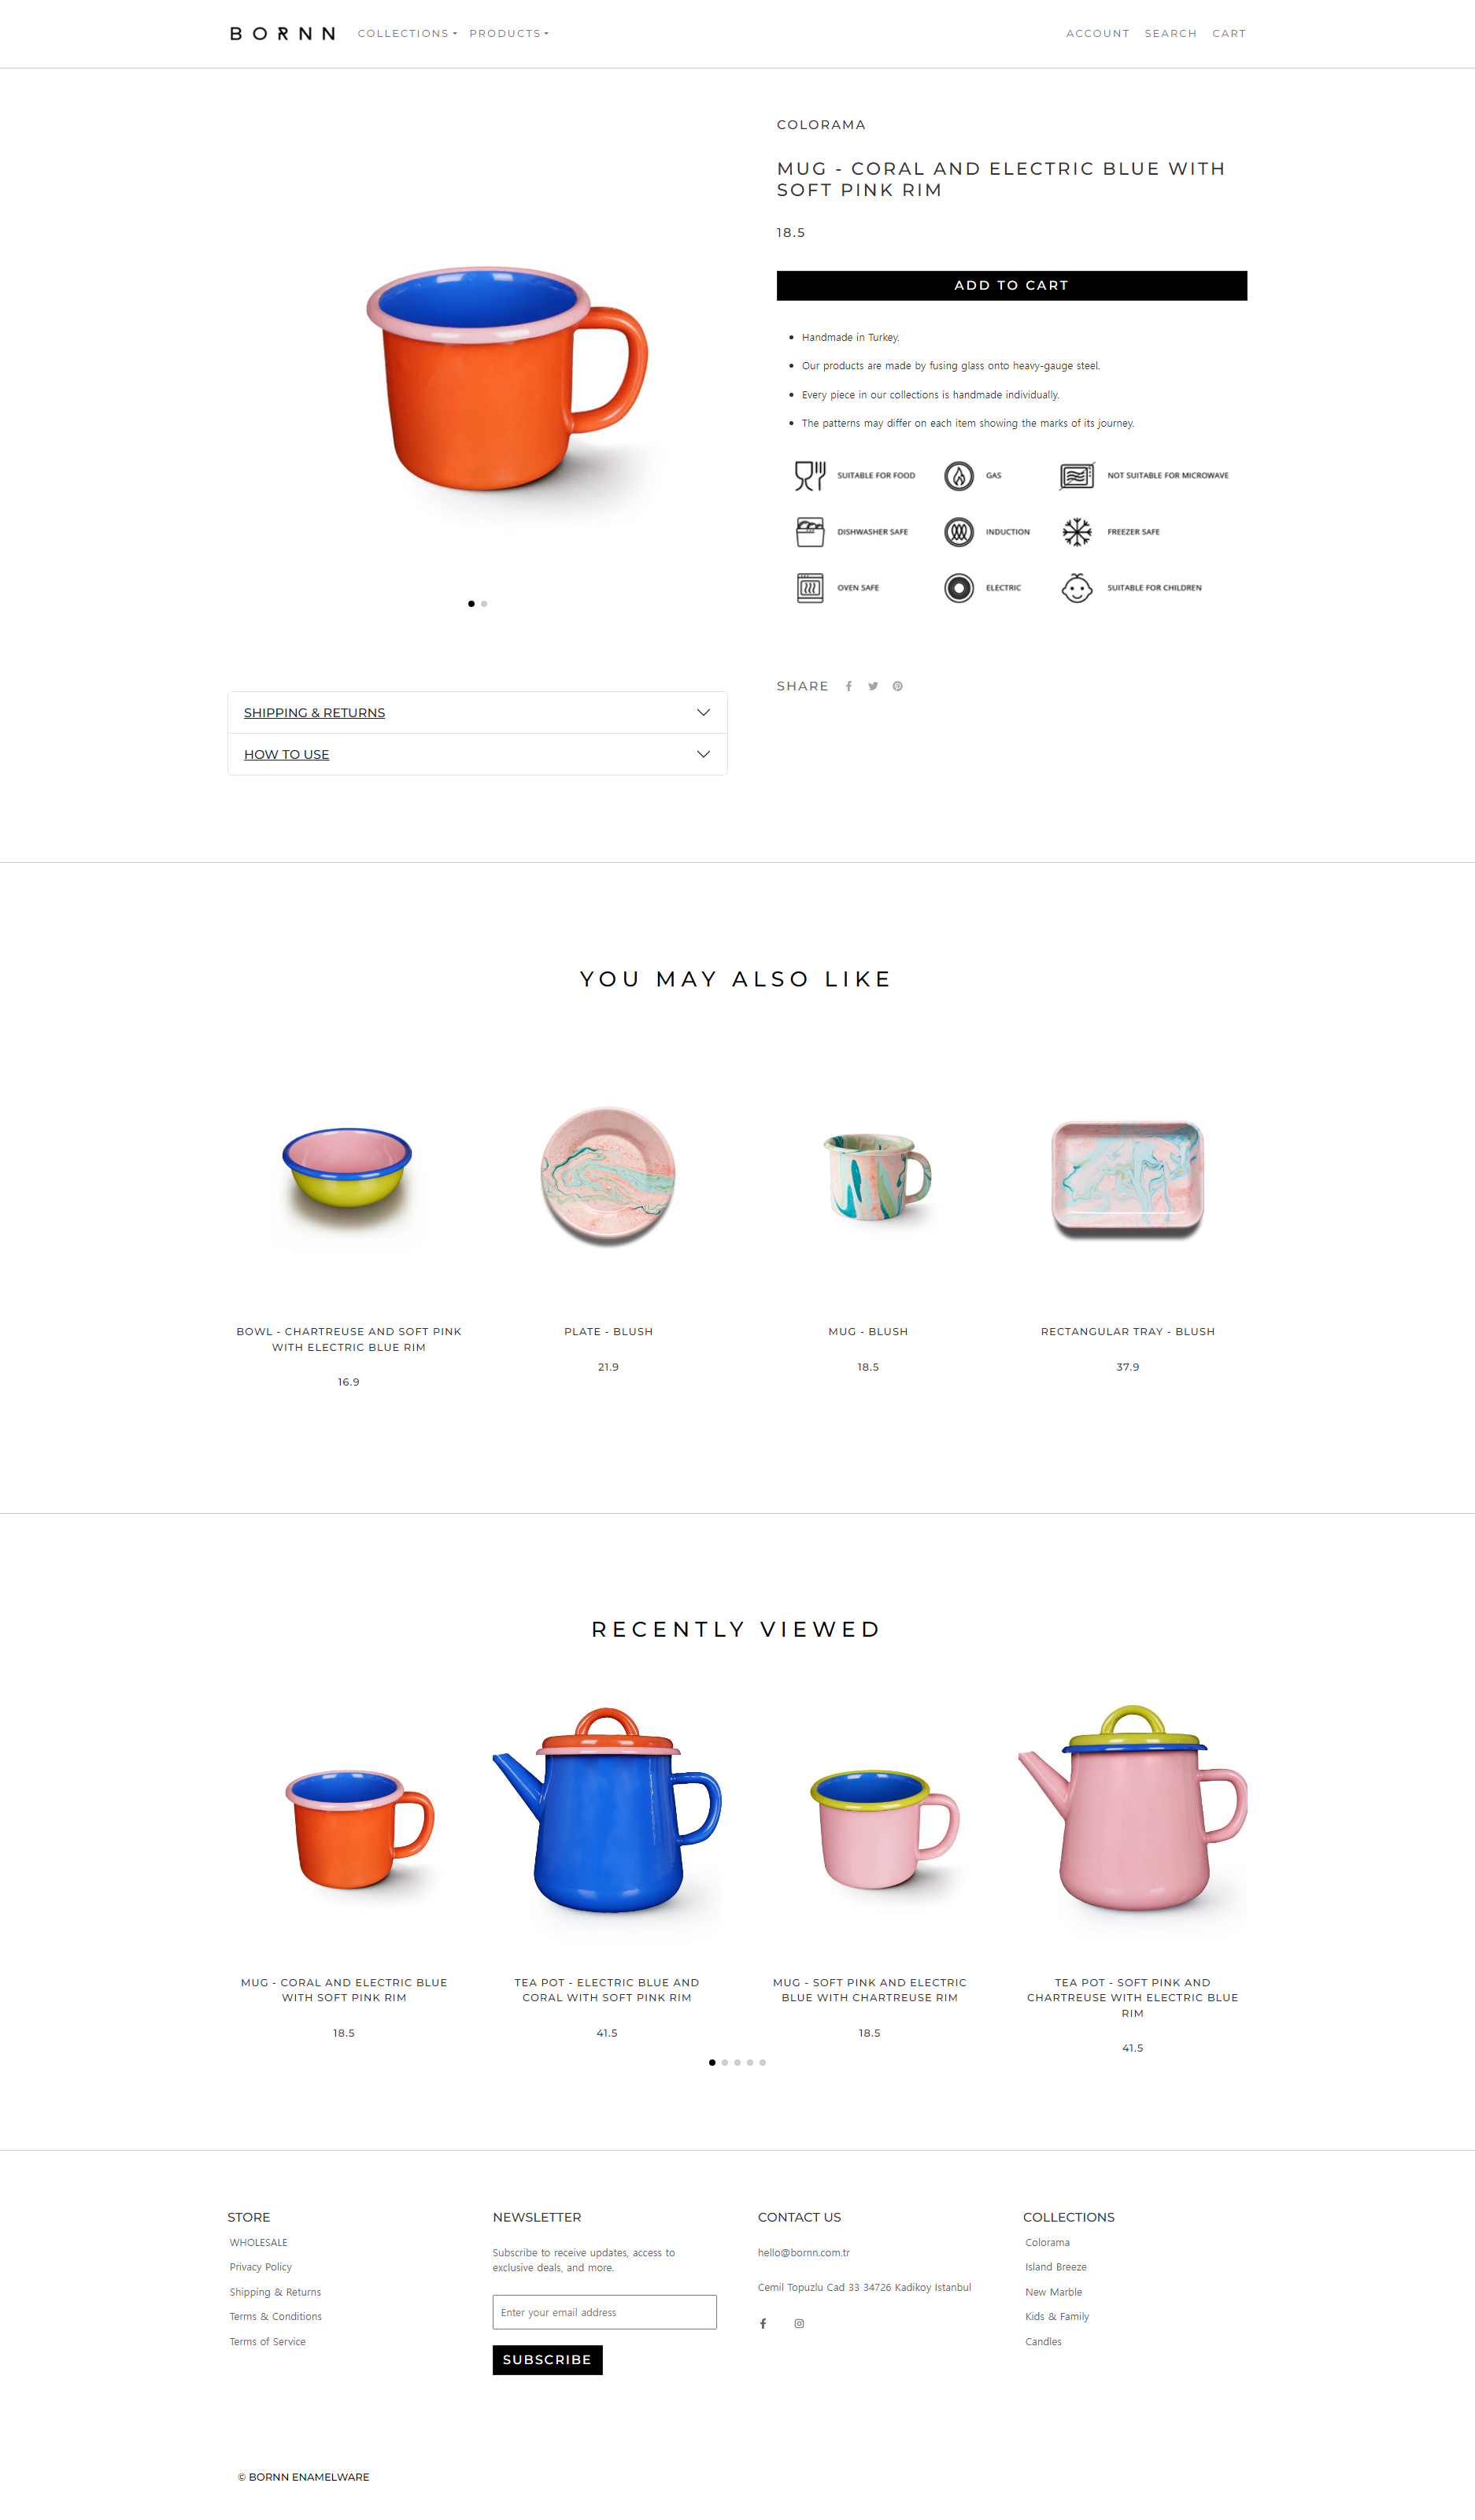 BORNN COLLECTIONS PRODUCTS ACCOUNT SEARCH CART
COLORAMA
MUG - CORAL AND ELECTRIC BLUE WITH
SOFT PINK RIM
18.5
ADD TO CART
Handmade in Turkey.
Our products are made by fusing glass onto heavy-gauge steel.
Every piece in our collections is handmade individually.
The patterns may differ on each item showing the marks of its journey.
SUITABLE FOR FOOD GAS NOT SUITABLE FOR MICROWAVE
DISHWASHER SAFE INDUCTION FREEZER SAFE
OVEN SAFE ELECTRIC SUITABLE FOR CHILDREN
SHARE
SHIPPING & RETURNS
HOW TO USE
YOU MAY ALSO LIKE
BOWL - CHARTREUSE AND SOFT PINK
WITH ELECTRIC BLUE RIM
16.9
PLATE - BLUSH
21.9
MUG - BLUSH
18.5
RECTANGULAR TRAY - BLUSH
37.9
RECENTLY VIEWED
MUG - CORAL AND ELECTRIC BLUE
WITH SOFT PINK RIM
18.5
TEA POT - ELECTRIC BLUE AND
CORAL WITH SOFT PINK RIM
41.5
MUG - SOFT PINK AND ELECTRIC
BLUE WITH CHARTREUSE RIM
18.5
TEA POT - SOFT PINK AND
CHARTREUSE WITH ELECTRIC BLUE
RIM
41.5
STORE
WHOLESALE
Privacy Policy
Shipping & Returns
Terms & Conditions
Terms of Service
NEWSLETTER
Subscribe to receive updates, access to
exclusive deals, and more.
Enter your email address
SUBSCRIBE
CONTACT US
hello@bornn.com.tr
Cemil Topuzlu Cad 33 34726 Kadikoy Istanbul
COLLECTIONS
Colorama
Island Breeze
New Marble
Kids & Family
Candles
© BORNN ENAMELWARE